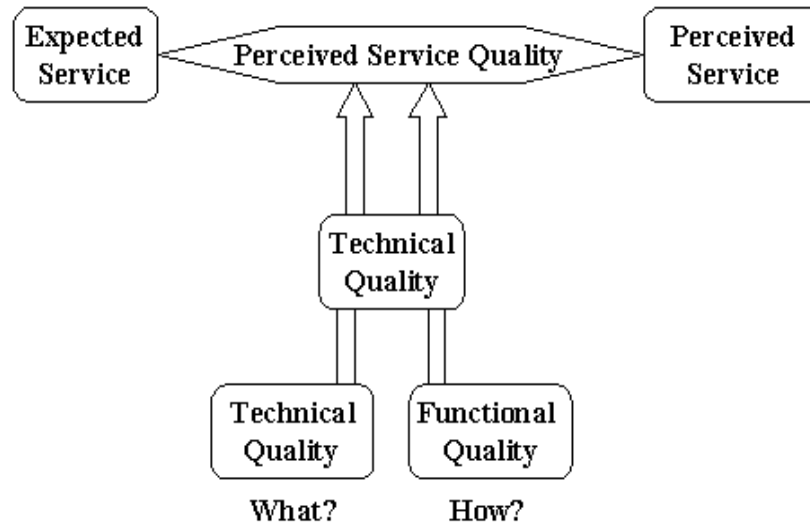 Expected
Service
Perceived Service Quality
Perceived
Service
Technical
Quality
Technical
Quality
Functional
Quality
What?
How?